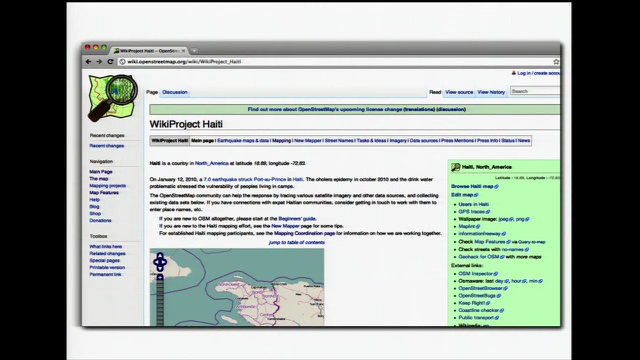 WikiProject Haiti – OpenStree
wiki.openstreetmap.org/wiki/WikiProject_Haiti
Log in / create accou
Page Discussion Read View source View history Search
Find out more about OpenStreetMap's upcoming license change (translations) (discussion)
WikiProject Haiti
WikiProject Haiti Main page | Earthquake maps & data | Mapping | New Mapper | Street Names | Tasks & Ideas | Imagery | Data sources | Press Mentions | Press info | Status | News
Haiti is a country in North_America at latitude 18.69, longitude -72.83.
On January 12, 2010, a 7.0 earthquake struck Port-au-Prince in Haiti. The cholera epidemy in october 2010 and the drink water
problematic stressed the vulnerability of peoples living in camps.
The OpenStreetMap community can help the response by tracing various satellite imagery and other data sources, and collecting
existing data sets below. If you have connections with expat Haitian communities, consider getting in touch to work with them to
enter place names, etc.
If you are new to OSM altogether, please start at the Beginners' guide.
If you are new to the Haiti mapping effort, see the New Mapper page for some tips.
For established Haiti mapping participants, see the Mapping Coordination page for information on how we are working together.
jump to table of contents
Recent changes
Recent changes
Navigation
Main Page
The map
Mapping projects
Map Features
Help
Blog
Shop
Donations
Toolbox
What links here
Related changes
Special pages
Printable version
Permanent link
Haiti, North_America
Browse Haiti map
Edit map
Users in Haiti
GPS traces
Wallpaper image: jpeg, png
Maplint
informationfreeway
Check Map Features via Query-to-map
Check streets with no-names
Geohack for OSM with more maps
External links:
OSM Inspector
Osmaware: last day, hour, min
OpenStreetBrowser
OpenStreetBugs
Keep Right!
Coastline checker
Public transport